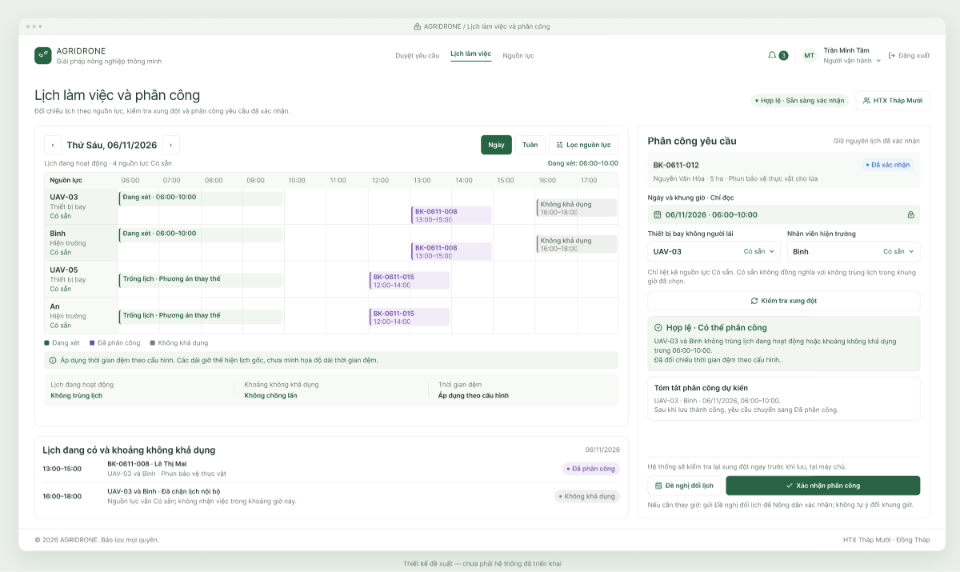 AGRIDRONE / Lịch làm việc và phân công
AGRIDRONE
Giải pháp nông nghiệp thông minh
Duyệt yêu cầu
Lịch làm việc
Nguồn lực
3
MT
Trần Minh Tâm
Người vận hành
Đăng xuất
Lịch làm việc và phân công
Đối chiếu lịch theo nguồn lực, kiểm tra xung đột và phân công yêu cầu đã xác nhận.
Hợp lệ · Sẵn sàng xác nhận
HTX Tháp Mười
Thứ Sáu, 06/11/2026
Ngày
Tuần
Lọc nguồn lực
Lịch đang hoạt động · 4 nguồn lực Có sẵn
Đang xét: 06:00–10:00
Nguồn lực
06:00
07:00
08:00
09:00
10:00
11:00
12:00
13:00
14:00
15:00
16:00
17:00
UAV-03
Thiết bị bay
Có sẵn
Đang xét · 06:00–10:00
BK-0611-008
13:00–15:00
Không khả dụng
16:00–18:00
Bình
Hiện trường
Có sẵn
Đang xét · 06:00–10:00
BK-0611-008
13:00–15:00
Không khả dụng
16:00–18:00
UAV-05
Thiết bị bay
Có sẵn
Trống lịch · Phương án thay thế
BK-0611-015
12:00–14:00
An
Hiện trường
Có sẵn
Trống lịch · Phương án thay thế
BK-0611-015
12:00–14:00
Đang xét
Đã phân công
Không khả dụng
Áp dụng thời gian đệm theo cấu hình. Các dải giờ thể hiện lịch gốc, chưa minh họa độ dài thời gian đệm.
Lịch đang hoạt động
Không trùng lịch
Khoảng không khả dụng
Không chồng lấn
Thời gian đệm
Áp dụng theo cấu hình
Lịch đang có và khoảng không khả dụng
06/11/2026
13:00–15:00
BK-0611-008 · Lê Thị Mai
UAV-03 và Bình · Phun bảo vệ thực vật
Đã phân công
16:00–18:00
UAV-03 và Bình · Đã chặn lịch nội bộ
Nguồn lực vẫn Có sẵn; không nhận việc trong khoảng giờ này.
Không khả dụng
Phân công yêu cầu
Giữ nguyên lịch đã xác nhận
BK-0611-012
Đã xác nhận
Nguyễn Văn Hòa · 5 ha · Phun bảo vệ thực vật cho lúa
Ngày và khung giờ · Chỉ đọc
06/11/2026 · 06:00–10:00
Thiết bị bay không người lái
Nhân viên hiện trường
UAV-03
Có sẵn
Bình
Có sẵn
Chỉ liệt kê nguồn lực Có sẵn. Có sẵn không đồng nghĩa với không trùng lịch trong khung
giờ đã chọn.
Kiểm tra xung đột
Hợp lệ · Có thể phân công
UAV-03 và Bình không trùng lịch đang hoạt động hoặc khoảng không khả dụng
trong 06:00–10:00.
Đã đối chiếu thời gian đệm theo cấu hình.
Tóm tắt phân công dự kiến
UAV-03 · Bình · 06/11/2026, 06:00–10:00.
Sau khi lưu thành công, yêu cầu chuyển sang Đã phân công.
Hệ thống sẽ kiểm tra lại xung đột ngay trước khi lưu, tại máy chủ.
Đề nghị đổi lịch
Xác nhận phân công
Nếu cần thay giờ: gửi Đề nghị đổi lịch để Nông dân xác nhận; không tự ý đổi khung giờ.
© 2026 AGRIDRONE. Bảo lưu mọi quyền.
HTX Tháp Mười · Đồng Tháp
Thiết kế đề xuất — chưa phải hệ thống đã triển khai